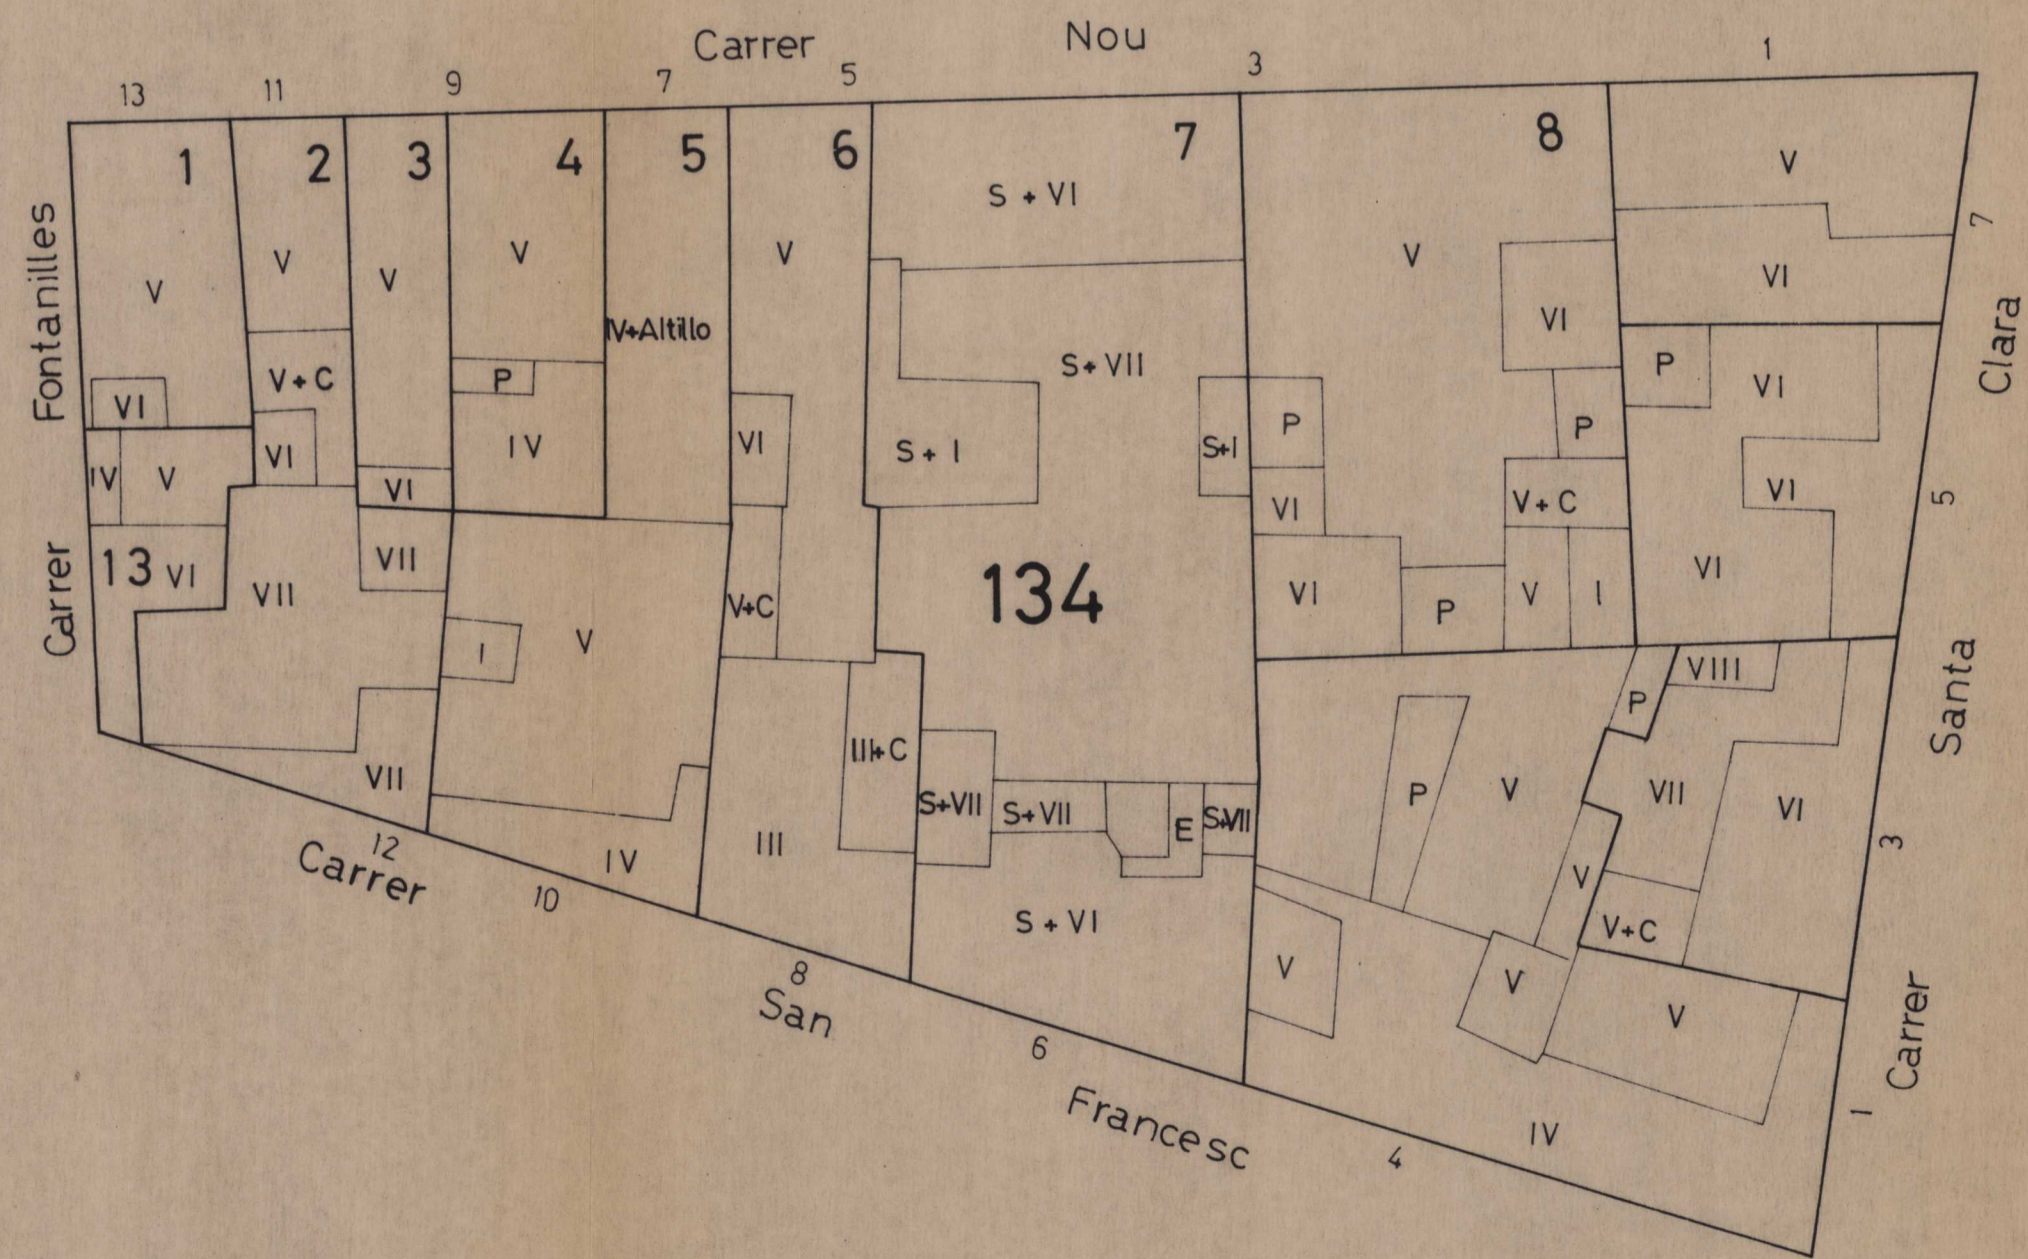 Carrer Nou
13 11 9 7 5 3 1
1 2 3 4 5 6 7 8
V
S + VI
V V V V V V
7
VI
V
IV+Altillo
VI
S+VII
P VI
V+C P
Clara
Fontanilles
VI
P P
VI VI S + I S+I
IV V VI IV
VI
VI V+C VI
5
13 VI VII VII
V+C
134
VI P V I
VI
V
I
P VIII
Santa
Carrer
III+C
VII
S+VII S+VII E S+VII
P V VII VI
3
III
12
Carrer
IV
10
S + VI
V
V+C
8
San
V V V
6
Carrer
Francesc
4
IV
1